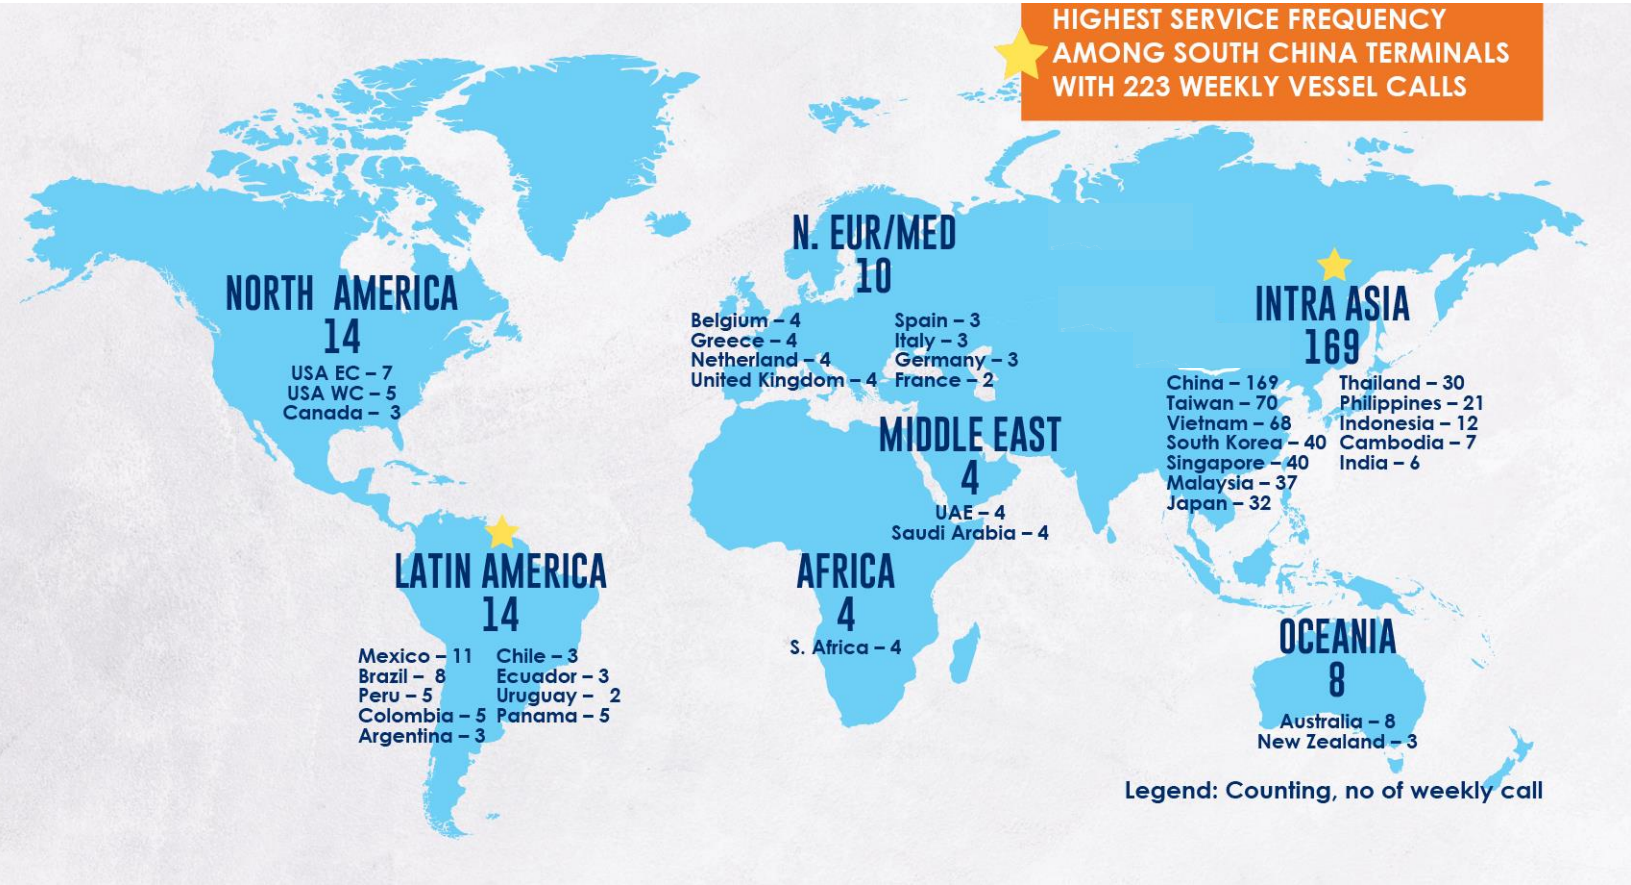 HIGHEST SERVICE FREQUENCY
AMONG SOUTH CHINA TERMINALS
WITH 223 WEEKLY VESSEL CALLS
N. EUR/MED
10
Belgium – 4
Greece – 4
Netherland – 4
United Kingdom – 4
Spain – 3
Italy – 3
Germany – 3
France – 2
NORTH AMERICA
14
USA EC – 7
USA WC – 5
Canada – 3
INTRA ASIA
169
China – 169
Taiwan – 70
Vietnam – 68
South Korea – 40
Singapore – 40
Malaysia – 37
Japan – 32
Thailand – 30
Philippines – 21
Indonesia – 12
Cambodia – 7
India – 6
MIDDLE EAST
4
UAE – 4
Saudi Arabia – 4
LATIN AMERICA
14
Mexico – 11
Brazil – 8
Peru – 5
Colombia – 5
Argentina – 3
Chile – 3
Ecuador – 3
Uruguay – 2
Panama – 5
AFRICA
4
S. Africa – 4
OCEANIA
8
Australia – 8
New Zealand – 3
Legend: Counting, no of weekly call